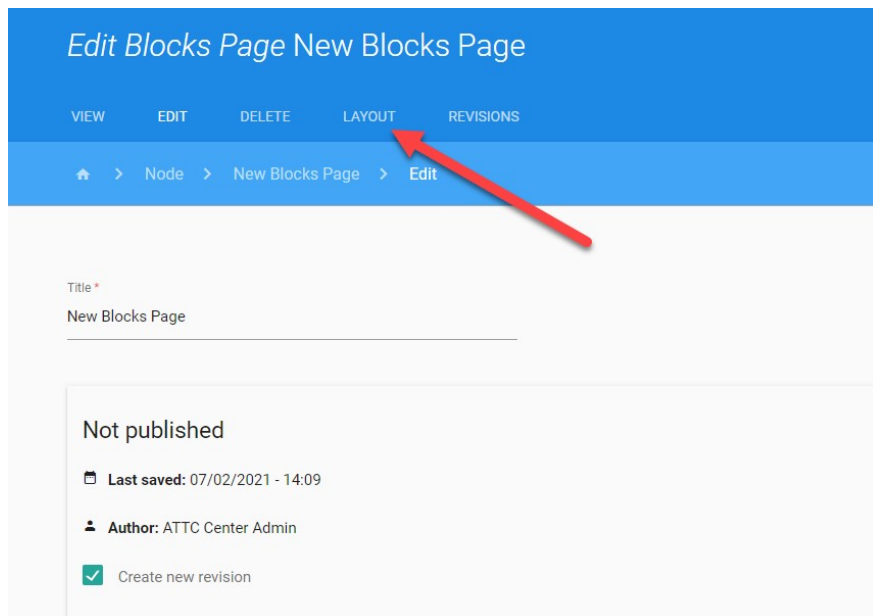 Edit Blocks Page New Blocks Page
VIEW EDIT DELETE LAYOUT REVISIONS
Node New Blocks Page Edit
Title *
New Blocks Page
Not published
Last saved: 07/02/2021 - 14:09
Author: ATTC Center Admin
Create new revision